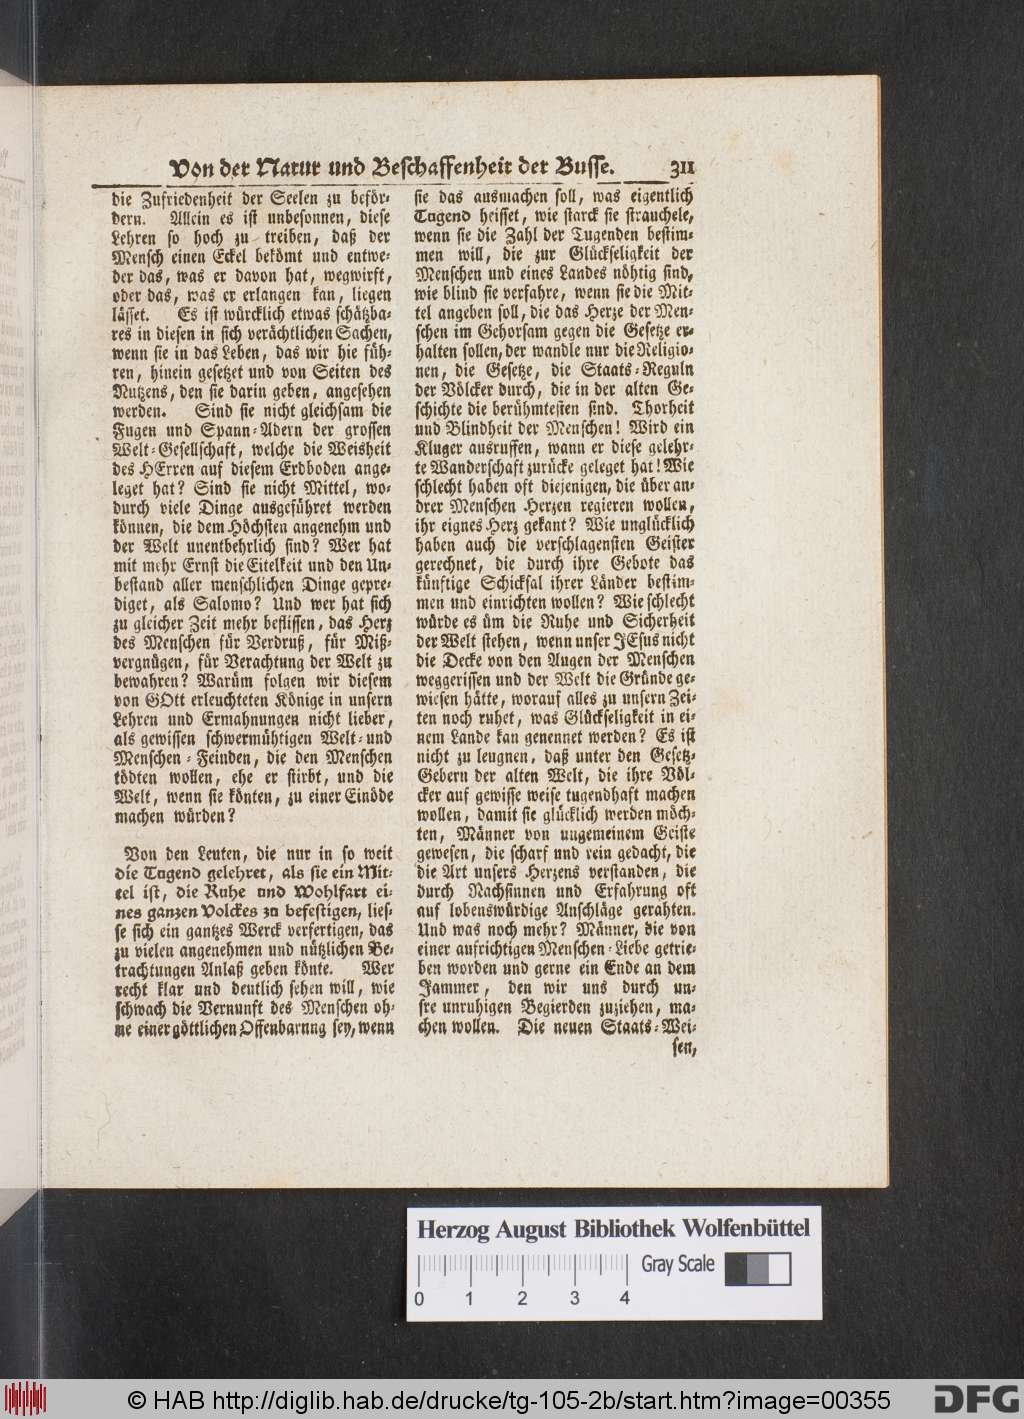 Von der Natur und Beschaffenheit der Busse. 311
die Zufriedenheit der Seelen zu beför-
dern. Allein es ist unbesonnen, diese
Lehren so hoch zu treiben, daß der
Mensch einen Eckel bekömt und entwe-
der das, was er davon hat, wegwirft,
oder das, was er erlangen kan, liegen
lässet. Es ist würcklich etwas schätzba-
res in diesen in sich verächtlichen Sachen,
wenn sie in das Leben, das wir hie füh-
ren, hinein gesetzet und von Seiten des
Nutzens, den sie darin geben, angesehen
werden. Sind sie nicht gleichsam die
Fugen und Spann-Adern der grossen
Welt-Gesellschaft, welche die Weisheit
des HErren auf diesem Erdboden ange-
leget hat? Sind sie nicht Mittel, wo-
durch viele Dinge ausgeführet werden
können, die dem Höchsten angenehm und
der Welt unentbehrlich sind? Wer hat
mit mehr Ernst die Eitelkeit und den Un-
bestand aller menschlichen Dinge gepre-
diget, als Salomo? Und wer hat sich
zu gleicher Zeit mehr beflissen, das Herz
des Menschen für Verdruß, für Miß-
vergnügen, für Verachtung der Welt zu
bewahren? Warüm folgen wir diesem
von GOtt erleuchteten Könige in unsern
Lehren und Ermahnungen nicht lieber,
als gewissen schwermühtigen Welt- und
Menschen-Feinden, die den Menschen
tödten wollen, ehe er stirbt, und die
Welt, wenn sie könten, zu einer Einöde
machen würden?
Von den Leuten, die nur in so weit
die Tugend gelehret, als sie ein Mit-
tel ist, die Ruhe und Wohlfart ei-
nes ganzen Volckes zu befestigen, lies-
se sich ein gantzes Werck verfertigen, das
zu vielen angenehmen und nützlichen Be-
trachtungen Anlaß geben könte. Wer
recht klar und deutlich sehen will, wie
schwach die Vernunft des Menschen oh-
ne einer göttlichen Offenbarung sey, wenn
sie das ausmachen soll, was eigentlich
Tugend heisset, wie starck sie strauchele,
wenn sie die Zahl der Tugenden bestim-
men will, die zur Glückseligkeit der
Menschen und eines Landes nöhtig sind,
wie blind sie verfahre, wenn sie die Mit-
tel angeben soll, die das Herze der Men-
schen im Gehorsam gegen die Gesetze er-
halten sollen, der wandle nur die Religio-
nen, die Gesetze, die Staats-Reguln
der Völcker durch, die in der alten Ge-
schichte die berühmtesten sind. Thorheit
und Blindheit der Menschen! Wird ein
Kluger ausruffen, wann er diese gelehr-
te Wanderschaft zurücke geleget hat! Wie
schlecht haben oft diejenigen, die über an-
drer Menschen Herzen regieren wollen,
ihr eignes Herz gekant? Wie unglücklich
haben auch die verschlagensten Geister
gerechnet, die durch ihre Gebote das
künftige Schicksal ihrer Länder bestim-
men und einrichten wollen? Wie schlecht
würde es üm die Ruhe und Sicherheit
der Welt stehen, wenn unser JEsus nicht
die Decke von den Augen der Menschen
weggerissen und der Welt die Gründe ge-
wiesen hätte, worauf alles zu unsern Zei-
ten noch ruhet, was Glückseligkeit in ei-
nem Lande kan genennet werden? Es ist
nicht zu leugnen, daß unter den Gesetz-
Gebern der alten Welt, die ihre Völ-
cker auf gewisse weise tugendhaft machen
wollen, damit sie glücklich werden möch-
ten, Männer von ungemeinem Geiste
gewesen, die scharf und rein gedacht, die
die Art unsers Herzens verstanden, die
durch Nachsinnen und Erfahrung oft
auf lobenswürdige Anschläge gerahten.
Und was noch mehr? Männer, die von
einer aufrichtigen Menschen-Liebe getrie-
ben worden und gerne ein Ende an dem
Jammer, den wir uns durch un-
sre unruhigen Begierden zuziehen, ma-
chen wollen. Die neuen Staats-Wei-
sen,
Herzog August Bibliothek Wolfenbüttel
Gray Scale
0 1 2 3 4
© HAB http://diglib.hab.de/drucke/tg-105-2b/start.htm?image=00355
DFG